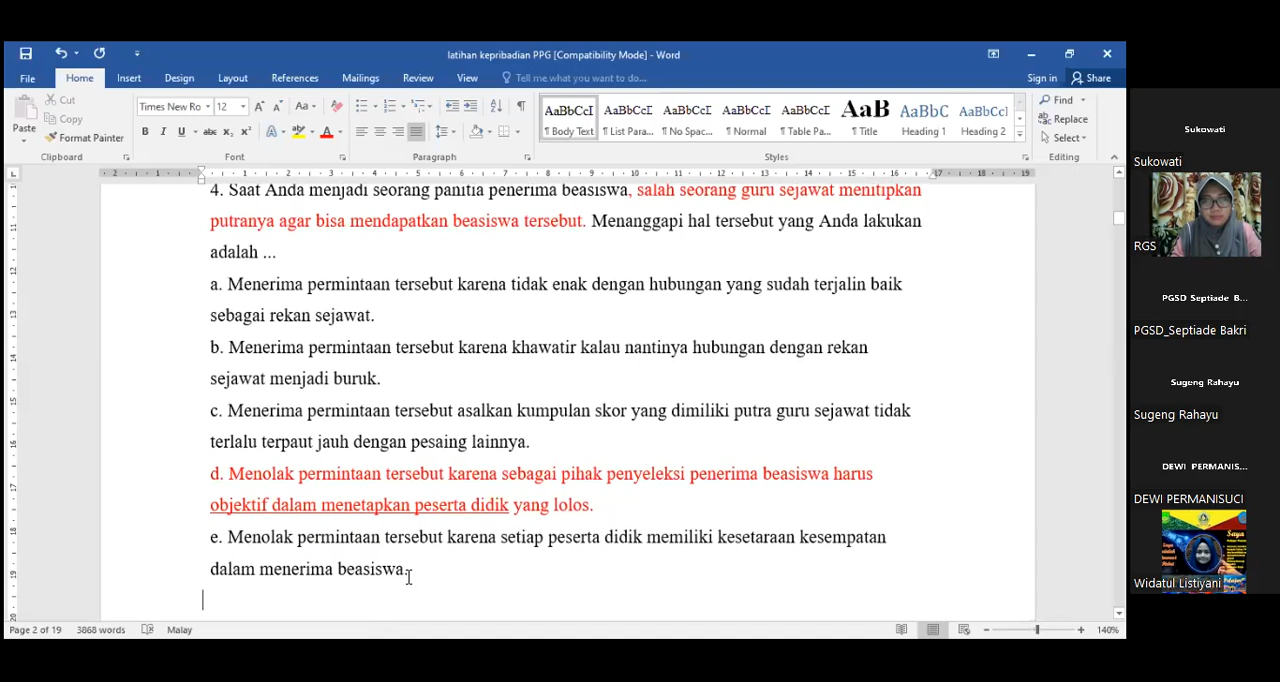 latihan kepribadian PPG [Compatibility Mode] - Word
File Home Insert Design Layout References Mailings Review View Tell me what you want to do... Sign in Share
Paste
Cut
Copy
Format Painter
Clipboard
Times New Ro 12
Font
Paragraph
AaBbCcI AaBbCcI AaBbCcI AaBbCcI AaBbCcI AaB AaBbC AaBbCcI
¶ Body Text ¶ List Para... ¶ No Spac... ¶ Normal ¶ Table Pa... ¶ Title Heading 1 Heading 2
Styles
Find
Replace
Select
Editing
4. Saat Anda menjadi seorang panitia penerima beasiswa, salah seorang guru sejawat menitipkan
putranya agar bisa mendapatkan beasiswa tersebut. Menanggapi hal tersebut yang Anda lakukan
adalah ...
a. Menerima permintaan tersebut karena tidak enak dengan hubungan yang sudah terjalin baik
sebagai rekan sejawat.
b. Menerima permintaan tersebut karena khawatir kalau nantinya hubungan dengan rekan
sejawat menjadi buruk.
c. Menerima permintaan tersebut asalkan kumpulan skor yang dimiliki putra guru sejawat tidak
terlalu terpaut jauh dengan pesaing lainnya.
d. Menolak permintaan tersebut karena sebagai pihak penyeleksi penerima beasiswa harus
objektif dalam menetapkan peserta didik yang lolos.
e. Menolak permintaan tersebut karena setiap peserta didik memiliki kesetaraan kesempatan
dalam menerima beasiswa.
Page 2 of 19 3868 words Malay 140%
Sukowati
Sukowati
RGS
PGSD Septiade B...
PGSD_Septiade Bakri
Sugeng Rahayu
Sugeng Rahayu
DEWI PERMANIS...
DEWI PERMANISUCI
Saya
Widatul Listiyani